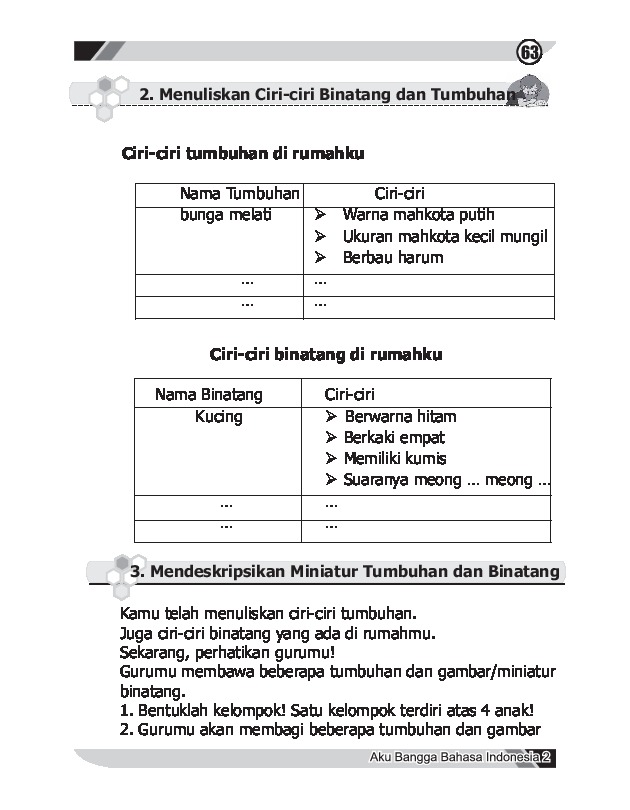 63
2. Menuliskan Ciri-ciri Binatang dan Tumbuhan
Ciri-ciri tumbuhan di rumahku
Nama Tumbuhan Ciri-ciri
bunga melati ➢ Warna mahkota putih
➢ Ukuran mahkota kecil mungil
➢ Berbau harum
... ...
... ...
Ciri-ciri binatang di rumahku
Nama Binatang Ciri-ciri
Kucing ➢ Berwarna hitam
➢ Berkaki empat
➢ Memiliki kumis
➢ Suaranya meong ... meong ...
... ...
... ...
3. Mendeskripsikan Miniatur Tumbuhan dan Binatang
Kamu telah menuliskan ciri-ciri tumbuhan.
Juga ciri-ciri binatang yang ada di rumahmu.
Sekarang, perhatikan gurumu!
Gurumu membawa beberapa tumbuhan dan gambar/miniatur
binatang.
1. Bentuklah kelompok! Satu kelompok terdiri atas 4 anak!
2. Gurumu akan membagi beberapa tumbuhan dan gambar
Aku Bangga Bahasa Indonesia 2